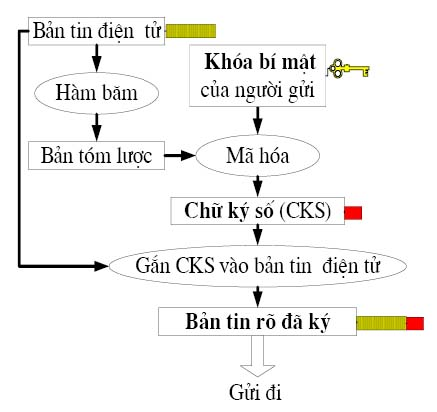 Bản tin điện tử
Khóa bí mật
của người gửi
Hàm băm
Bản tóm lược
Mã hóa
Chữ ký số (CKS)
Gắn CKS vào bản tin điện tử
Bản tin rõ đã ký
Gửi đi